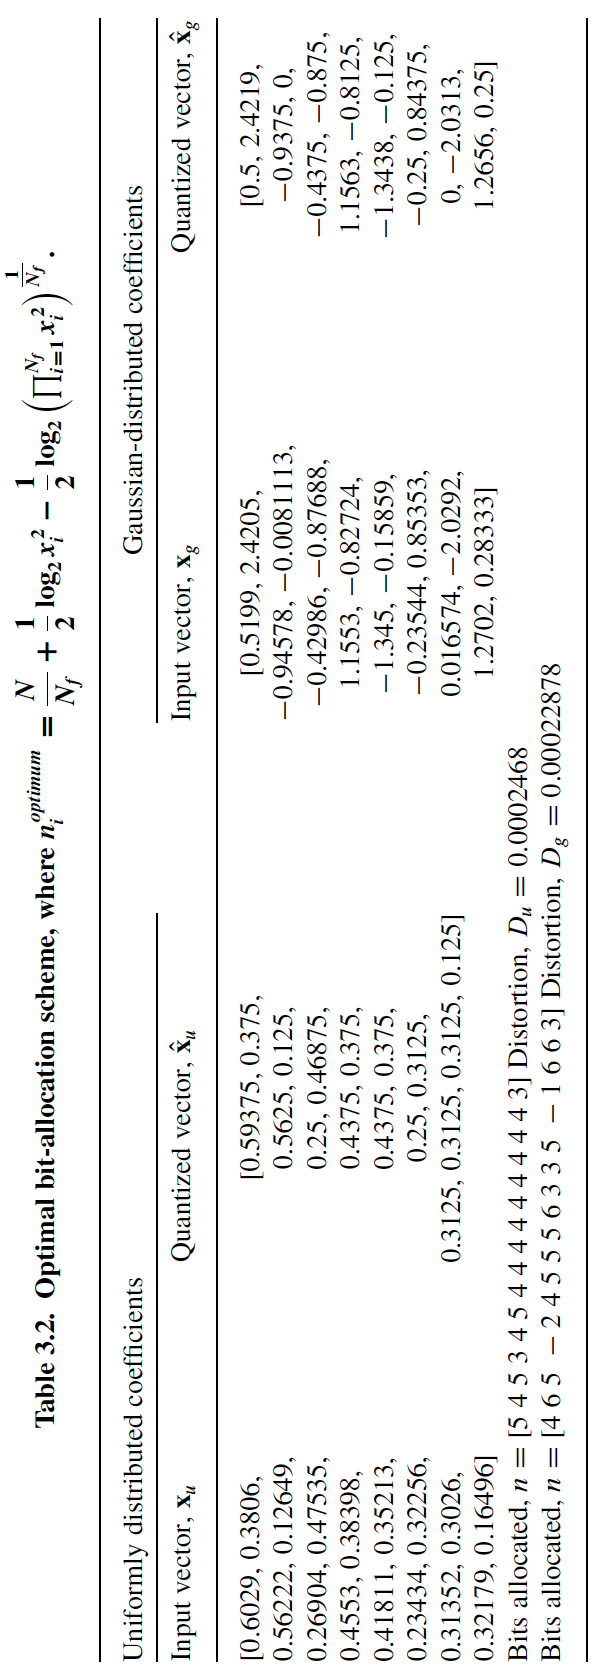 Table 3.2. Optimal bit-allocation scheme, where n_i^{optimum} = \frac{N}{N_f} + \frac{1}{2} log_2 x_i^2 − \frac{1}{2} log_2 (∏_{i=1}^{N_f} x_i^2)^{\frac{1}{N_f}}.
Uniformly distributed coefficients Gaussian-distributed coefficients
Input vector, x_u Quantized vector, x̂_u Input vector, x_g Quantized vector, x̂_g
[0.6029, 0.3806, [0.59375, 0.375, [0.5199, 2.4205, [0.5, 2.4219,
0.56222, 0.12649, 0.5625, 0.125, −0.94578, −0.0081113, −0.9375, 0,
0.26904, 0.47535, 0.25, 0.46875, −0.42986, −0.87688, −0.4375, −0.875,
0.4553, 0.38398, 0.4375, 0.375, 1.1553, −0.82724, 1.1563, −0.8125,
0.41811, 0.35213, 0.4375, 0.375, −1.345, −0.15859, −1.3438, −0.125,
0.23434, 0.32256, 0.25, 0.3125, −0.23544, 0.85353, −0.25, 0.84375,
0.31352, 0.3026, 0.3125, 0.3125, 0.3125, 0.125] 0.016574, −2.0292, 0, −2.0313,
0.32179, 0.16496] 1.2702, 0.28333] 1.2656, 0.25]
Bits allocated, n = [5 4 5 3 4 5 4 4 4 4 4 4 4 4 4 3] Distortion, D_u = 0.0002468
Bits allocated, n = [4 6 5 −2 4 5 5 5 5 6 3 3 5 −1 6 6 3] Distortion, D_g = 0.00022878